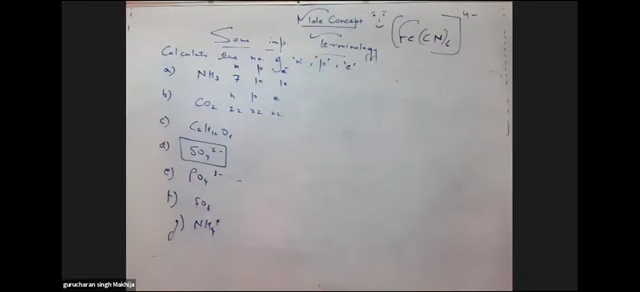 Mole Concept
[Fe(CN)6]4-
Some imp. Terminology
Calculate the no. of 'n', 'p', 'e'
n p e
a) NH3 7 10 10
n p e
b) CO2 22 22 22
c) C6H12O6
d) SO4 2-
e) PO4 3-
f)
g) NH4+
gurucharan singh Makhija